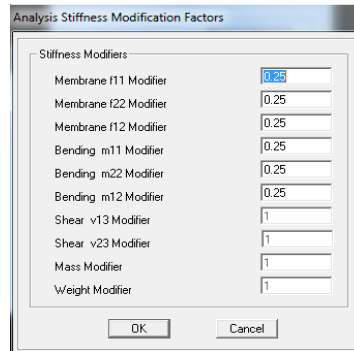 Analysis Stiffness Modification Factors
Stiffness Modifiers
Membrane f11 Modifier 0.25
Membrane f22 Modifier 0.25
Membrane f12 Modifier 0.25
Bending m11 Modifier 0.25
Bending m22 Modifier 0.25
Bending m12 Modifier 0.25
Shear v13 Modifier 1
Shear v23 Modifier 1
Mass Modifier 1
Weight Modifier 1
OK Cancel